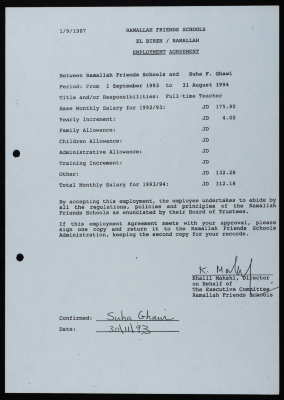 1/9/1987
RAMALLAH FRIENDS SCHOOLS
EL BIREH / RAMALLAH
EMPLOYMENT AGREEMENT
Between Ramallah Friends Schools and Suha F. Ghawi
Period: From 1 September 1993 to 31 August 1994
Title and/or Responsibilities: Full-time Teacher
Base Monthly Salary for 1992/93: JD 175.90
Yearly Increment: JD 4.00
Family Allowance: JD
Children Allowance: JD
Administrative Allowance: JD
Training Increment: JD
Other: JD 132.28
Total Monthly Salary for 1993/94: JD 312.18
By accepting this employment, the employee undertakes to abide by
all the regulations, policies and principles of the Ramallah
Friends Schools as enunciated by their Board of Trustees.
If this employment Agreement meets with your approval, please
sign one copy and return it to the Ramallah Friends Schools
Administration, keeping the second copy for your records.
Khalil Mahshi, Director
on Behalf of
The Executive Committee
Ramallah Friends Schools
Confirmed: Suha Ghawi
Date: 30/11/93